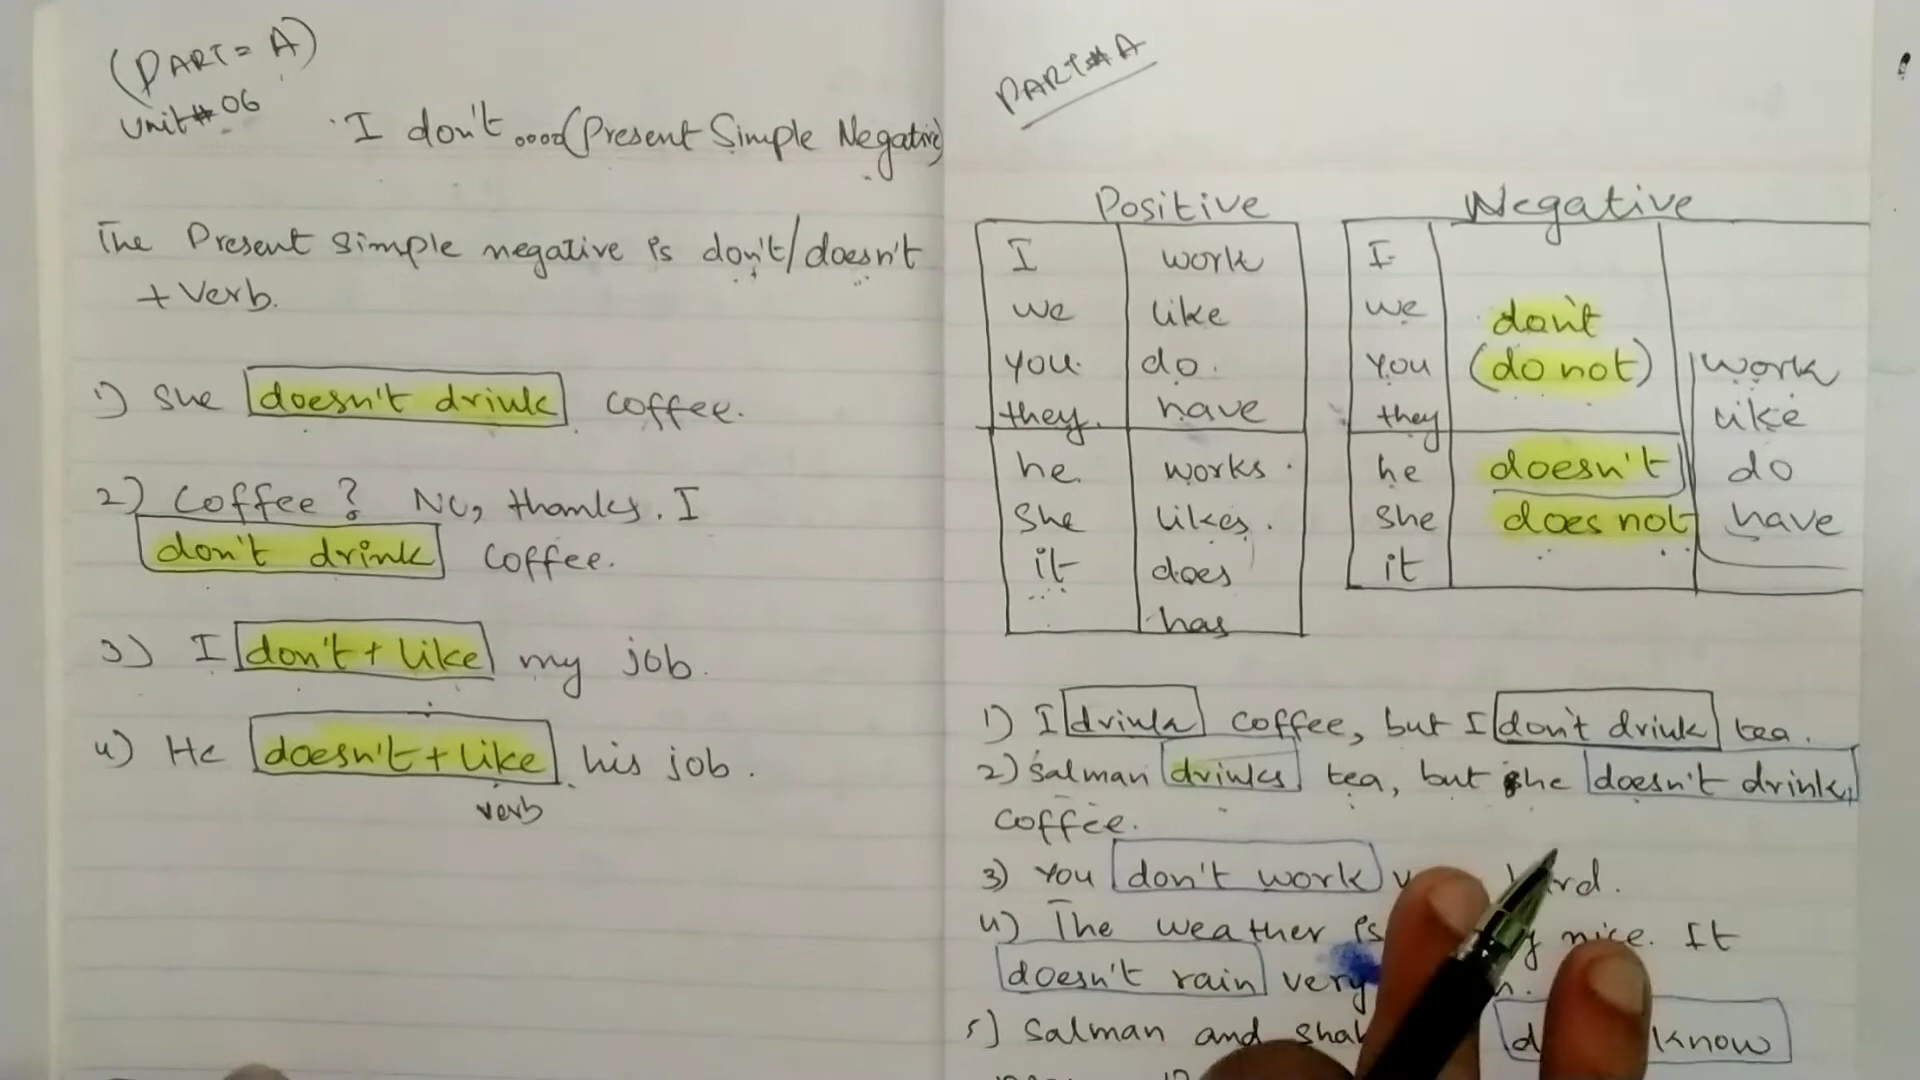 (PART = A)
Unit # 06
I don't ....(Present Simple Negative)
The Present Simple negative is don't/doesn't
+ Verb.
1) She doesn't drink coffee.
2) Coffee? No, thanks. I
don't drink coffee.
3) I don't + like my job.
4) He doesn't + like his job.
verb
PART # A
Positive
I work
we like
you do.
they. have
he works.
She likes.
it does
has
Negative
I
we don't
you (do not) work
they like
he doesn't do
She does not have
it
1) I drink coffee, but I don't drink tea.
2) Salman drinks tea, but he doesn't drink
coffee.
3) You don't work
4) The weather is nice. It
doesn't rain very
5) Salman and know